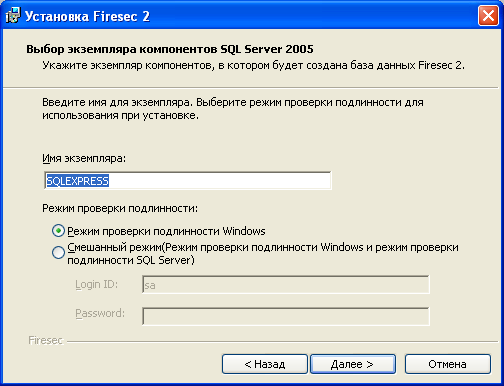 Установка Firesec 2
Выбор экземпляра компонентов SQL Server 2005
Укажите экземпляр компонентов, в котором будет создана база данных Firesec 2.
Введите имя для экземпляра. Выберите режим проверки подлинности для
использования при установке.
Имя экземпляра:
SQLEXPRESS
Режим проверки подлинности:
Режим проверки подлинности Windows
Смешанный режим(Режим проверки подлинности Windows и режим проверки
подлинности SQL Server)
Login ID:
sa
Password:
Firesec
< Назад
Далее >
Отмена